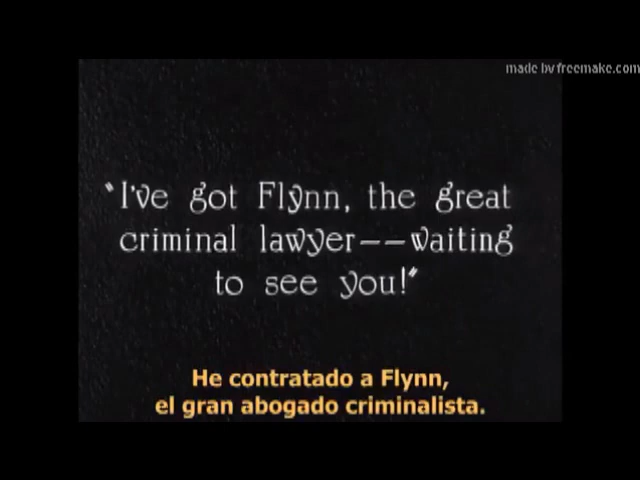 made by freemake.com
"I've got Flynn, the great
criminal lawyer--waiting
to see you!"
He contratado a Flynn,
el gran abogado criminalista.